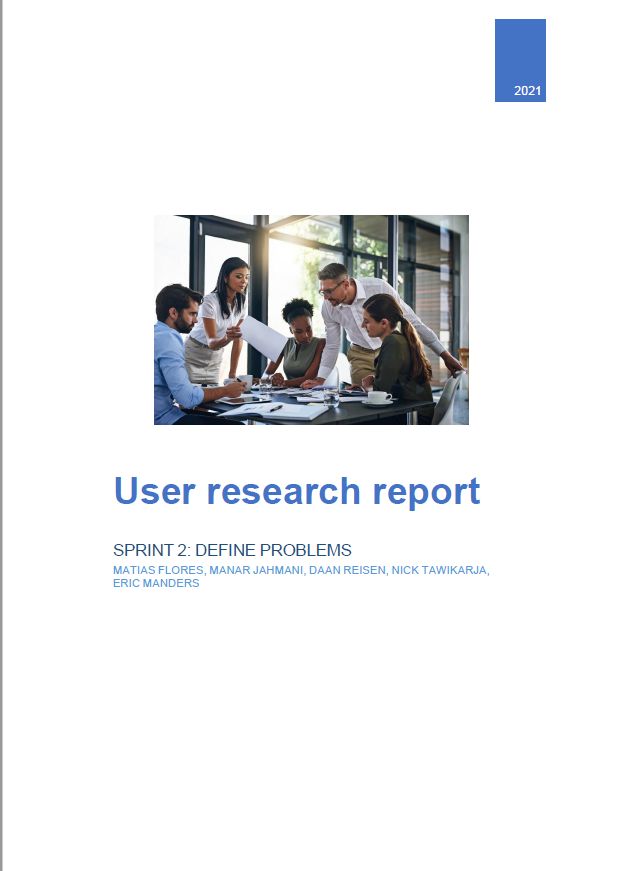 2021
User research report
SPRINT 2: DEFINE PROBLEMS
MATIAS FLORES, MANAR JAHMANI, DAAN REISEN, NICK TAWIKARJA,
ERIC MANDERS